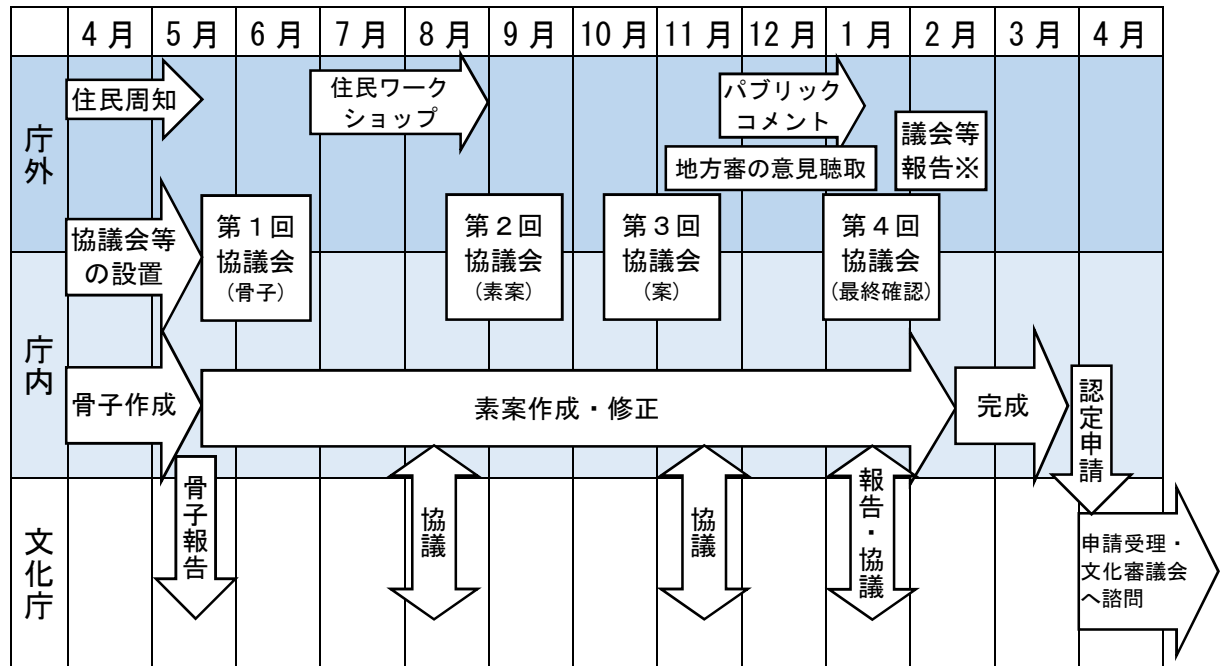 4月 5月 6月 7月 8月 9月 10月 11月 12月 1月 2月 3月 4月
庁外
住民周知
住民ワーク
ショップ
パブリック
コメント
議会等
報告※
地方審の意見聴取
協議会等
の設置
第1回
協議会
(骨子)
第2回
協議会
(素案)
第3回
協議会
(案)
第4回
協議会
(最終確認)
庁内
骨子作成
素案作成・修正
完成
認定申請
文化庁
骨子報告
協議
協議
報告・協議
申請受理・
文化審議会
へ諮問